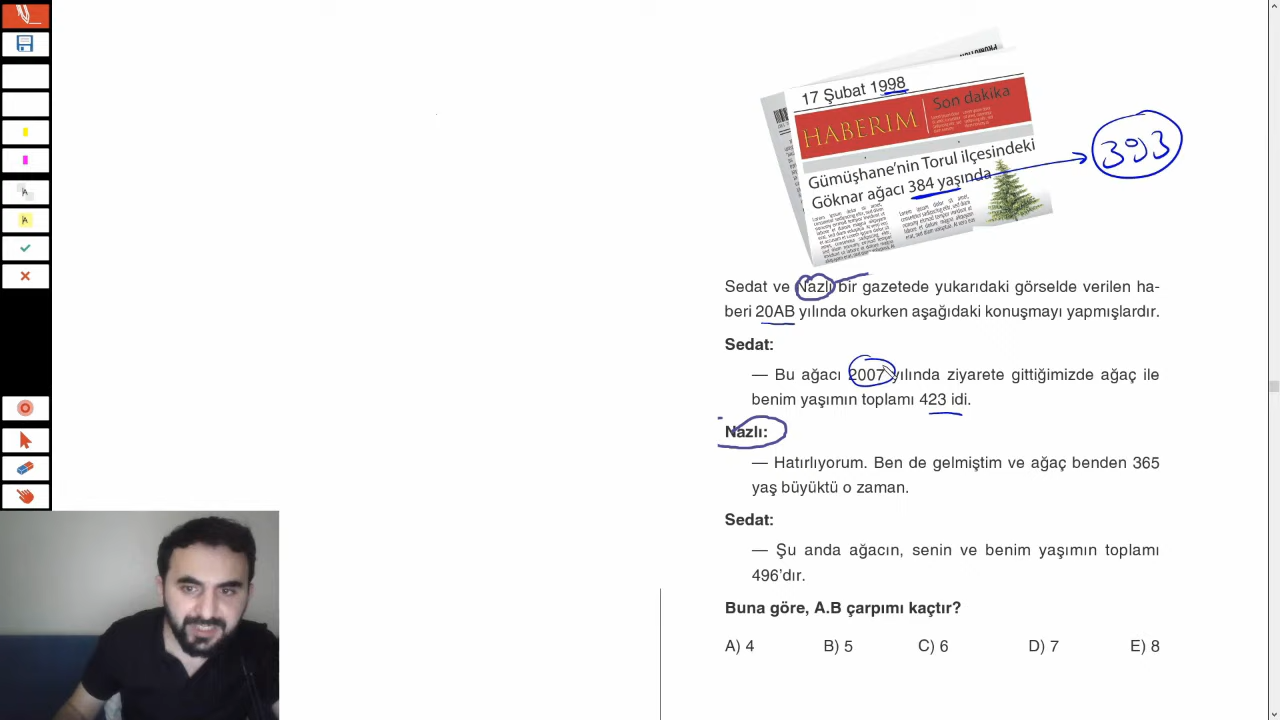 17 Şubat 1998
HABERIM
Son dakika
Gümüşhane'nin Torul ilçesindeki
Göknar ağacı 384 yaşında
393
Sedat ve Nazlı bir gazetede yukarıdaki görselde verilen ha-
beri 20AB yılında okurken aşağıdaki konuşmayı yapmışlardır.
Sedat:
— Bu ağacı 2007 yılında ziyarete gittiğimizde ağaç ile
benim yaşımın toplamı 423 idi.
Nazlı:
— Hatırlıyorum. Ben de gelmiştim ve ağaç benden 365
yaş büyüktü o zaman.
Sedat:
— Şu anda ağacın, senin ve benim yaşımın toplamı
496'dır.
Buna göre, A.B çarpımı kaçtır?
A) 4 B) 5 C) 6 D) 7 E) 8